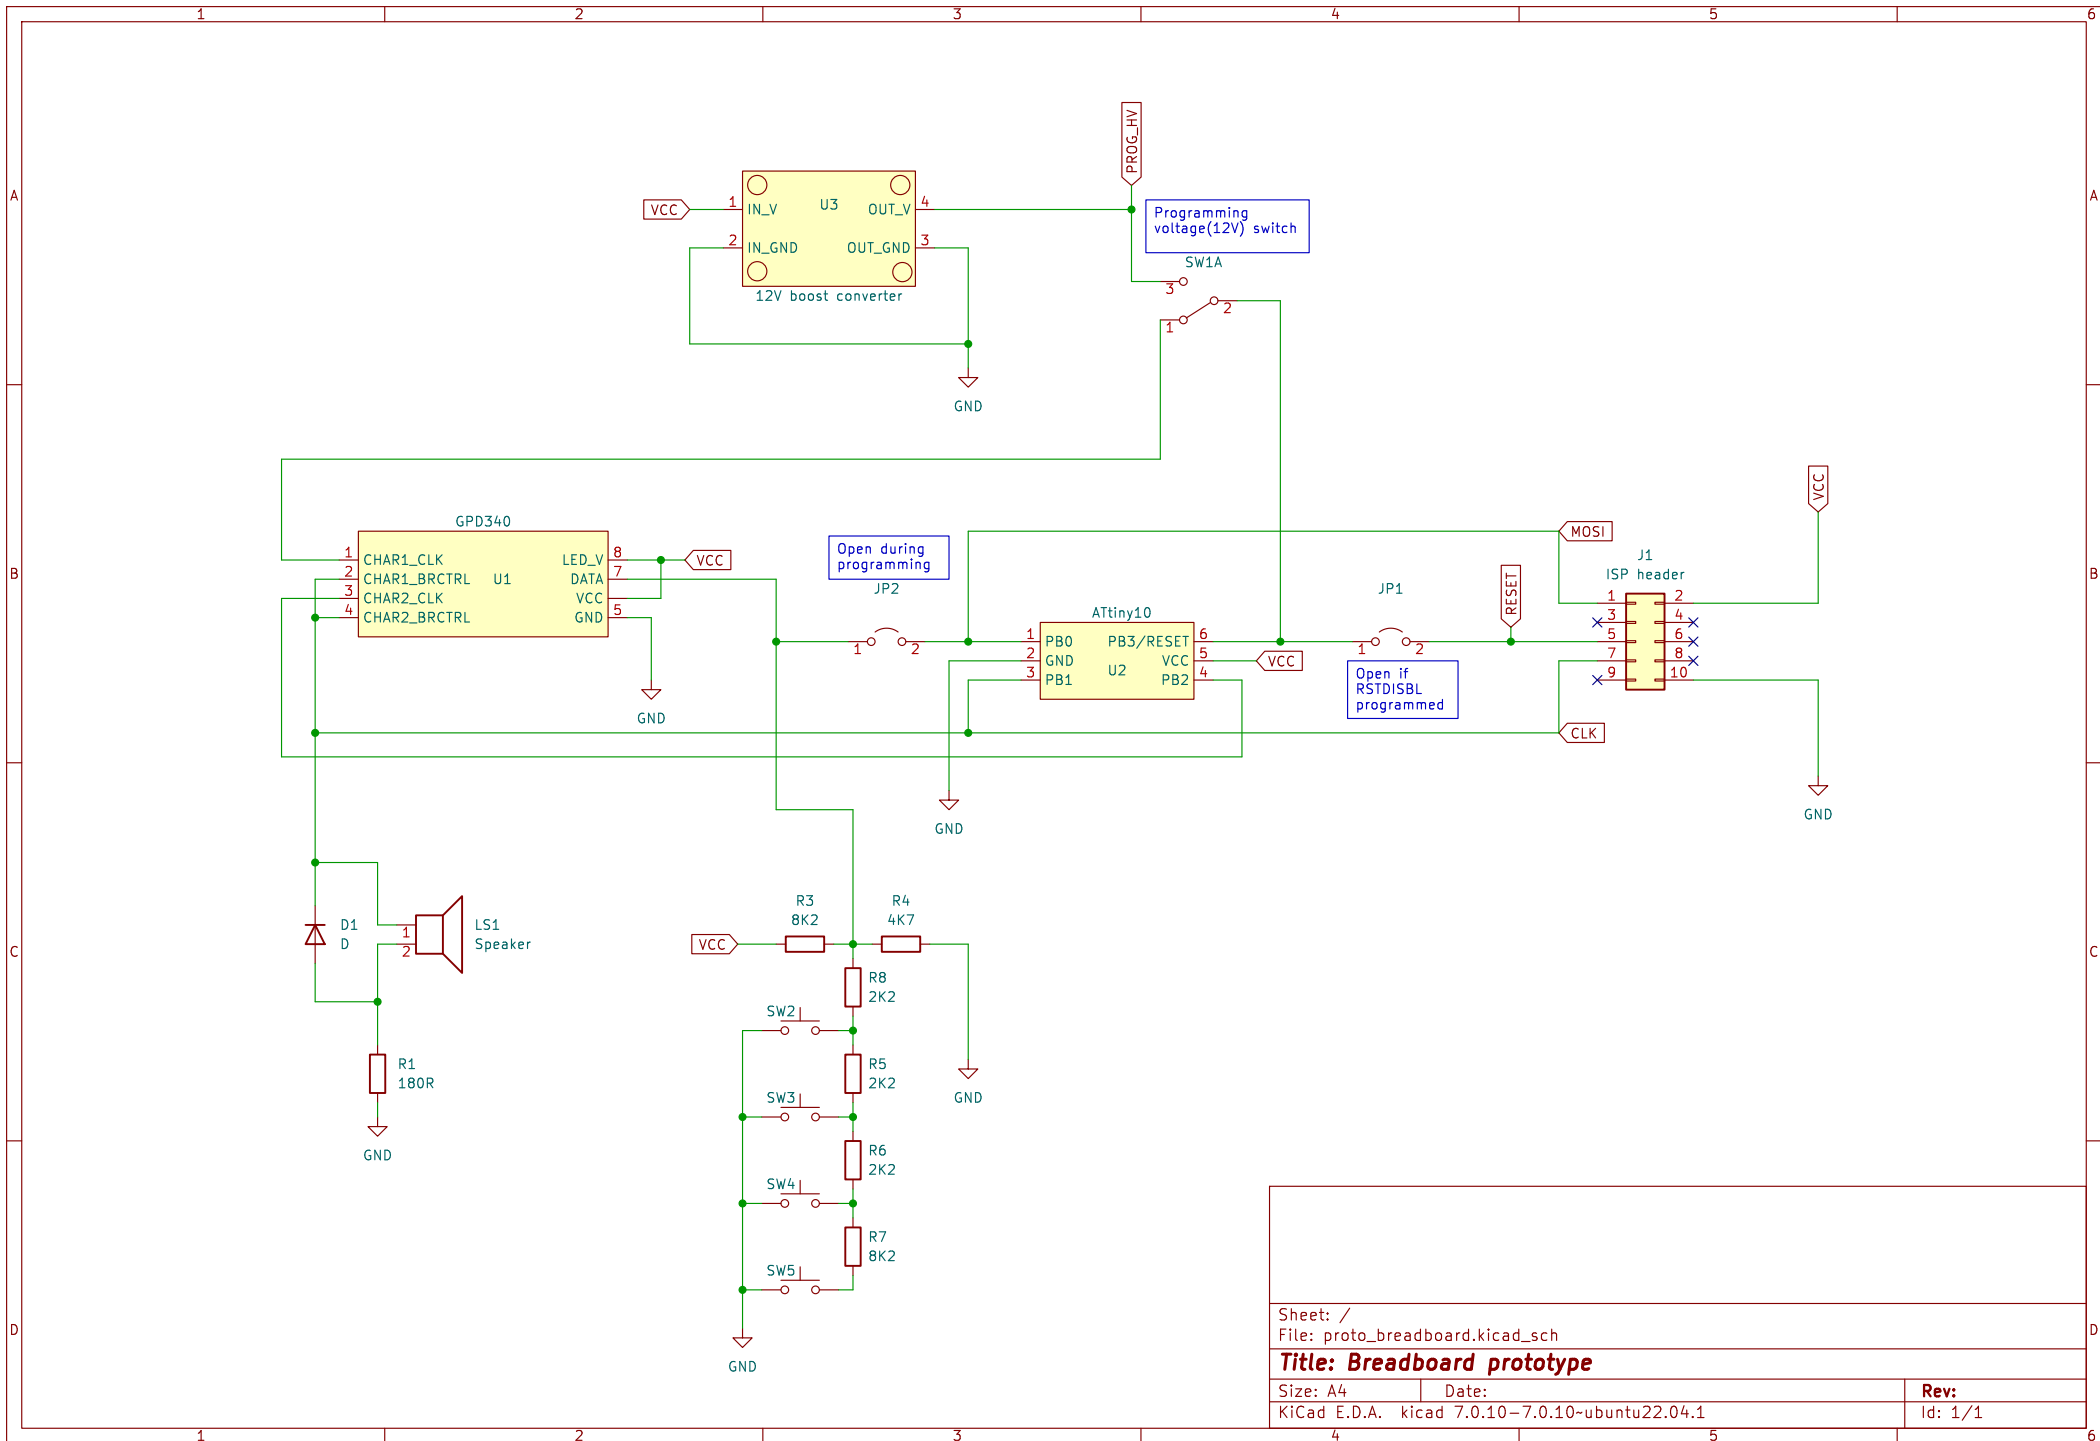 1 2 3 4 5 6
A A
PROG_HV
VCC
1 IN_V
U3
OUT_V 4
2 IN_GND
OUT_GND 3
12V boost converter
Programming
voltage(12V) switch
SW1A
3
2
1
GND
B B
GPD340
1 CHAR1_CLK
2 CHAR1_BRCTRL
3 CHAR2_CLK
4 CHAR2_BRCTRL
U1
LED_V 8
DATA 7
VCC
GND 5
VCC
GND
Open during
programming
JP2
1 2
ATtiny10
1 PB0
2 GND
3 PB1
PB3/RESET 6
VCC 5
PB2 4
U2
VCC
GND
JP1
1 2
Open if
RSTDISBL
programmed
RESET
MOSI
J1
ISP header
1 2
3 4
5 6
7 8
9 10
CLK
VCC
GND
C C
D1
D
1
2
LS1
Speaker
R1
180R
GND
VCC
R3
8K2
R4
4K7
GND
R8
2K2
SW2
R5
2K2
SW3
R6
2K2
SW4
R7
8K2
SW5
GND
D D
Sheet: /
File: proto_breadboard.kicad_sch
Title: Breadboard prototype
Size: A4 Date: Rev:
KiCad E.D.A. kicad 7.0.10-7.0.10~ubuntu22.04.1 Id: 1/1
1 2 3 4 5 6